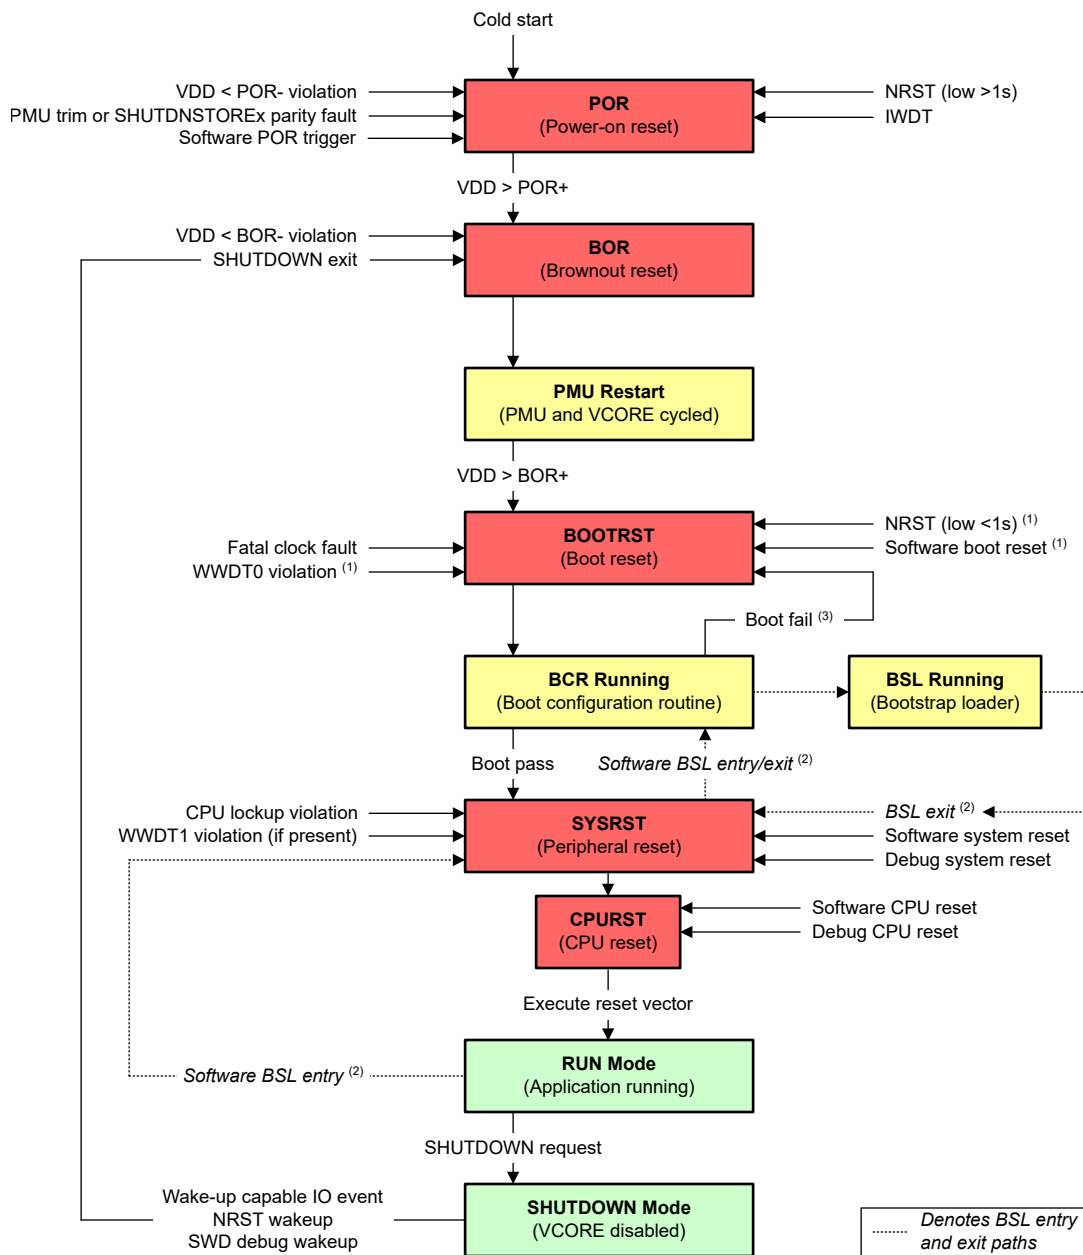 Cold start
VDD < POR- violation
PMU trim or SHUTDNSTOREx parity fault
Software POR trigger
POR
(Power-on reset)
NRST (low >1s)
IWDT
VDD > POR+
VDD < BOR- violation
SHUTDOWN exit
BOR
(Brownout reset)
PMU Restart
(PMU and VCORE cycled)
VDD > BOR+
Fatal clock fault
WWDT0 violation (1)
BOOTRST
(Boot reset)
NRST (low <1s) (1)
Software boot reset (1)
Boot fail (3)
BCR Running
(Boot configuration routine)
BSL Running
(Bootstrap loader)
Boot pass
Software BSL entry/exit (2)
CPU lockup violation
WWDT1 violation (if present)
SYSRST
(Peripheral reset)
BSL exit (2)
Software system reset
Debug system reset
CPURST
(CPU reset)
Software CPU reset
Debug CPU reset
Execute reset vector
RUN Mode
(Application running)
Software BSL entry (2)
SHUTDOWN request
Wake-up capable IO event
NRST wakeup
SWD debug wakeup
SHUTDOWN Mode
(VCORE disabled)
Denotes BSL entry
and exit paths